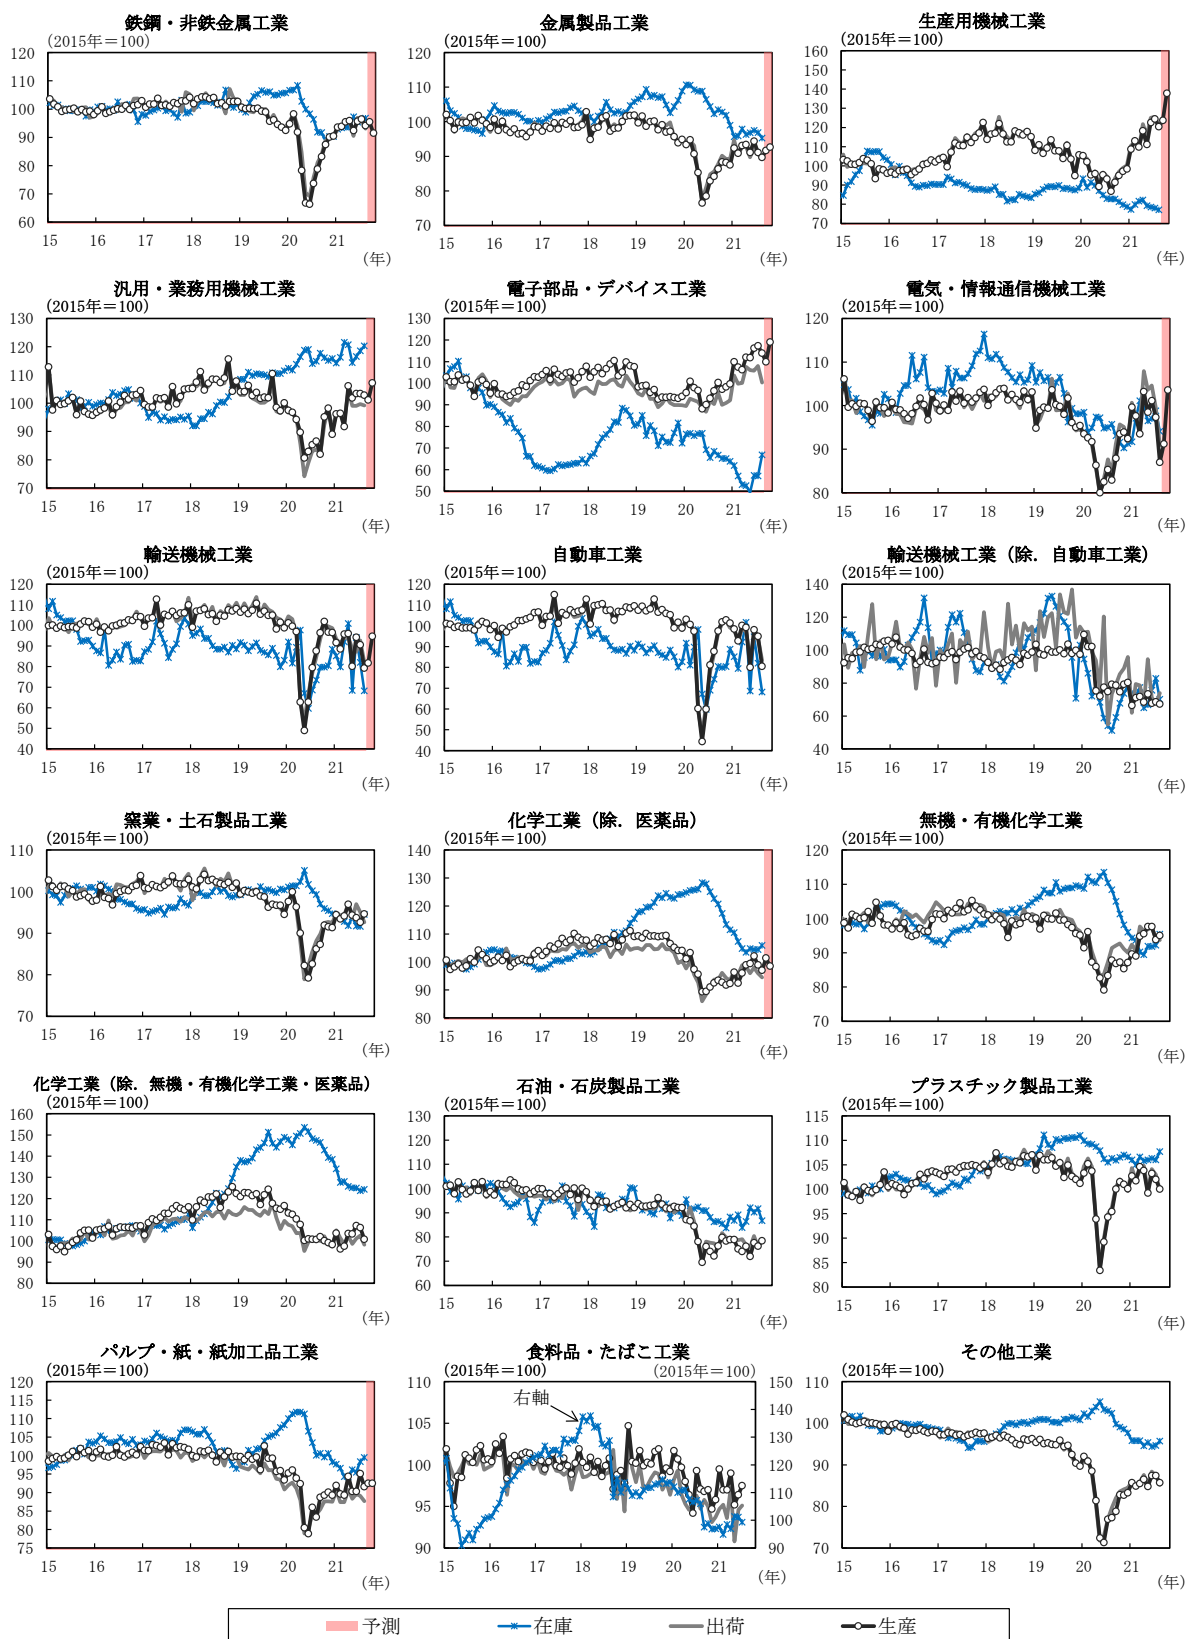 鉄鋼・非鉄金属工業
(2015年＝100)
120
110
100
90
80
70
60
15 16 17 18 19 20 21
(年)
金属製品工業
(2015年＝100)
120
110
100
90
80
70
15 16 17 18 19 20 21
(年)
生産用機械工業
(2015年＝100)
160
150
140
130
120
110
100
90
80
70
15 16 17 18 19 20 21
(年)
汎用・業務用機械工業
(2015年＝100)
130
120
110
100
90
80
70
15 16 17 18 19 20 21
(年)
電子部品・デバイス工業
(2015年＝100)
130
120
110
100
90
80
70
60
50
15 16 17 18 19 20 21
(年)
電気・情報通信機械工業
(2015年＝100)
120
110
100
90
80
15 16 17 18 19 20 21
(年)
輸送機械工業
(2015年＝100)
120
110
100
90
80
70
60
50
40
15 16 17 18 19 20 21
(年)
自動車工業
(2015年＝100)
120
110
100
90
80
70
60
50
40
15 16 17 18 19 20 21
(年)
輸送機械工業（除．自動車工業）
(2015年＝100)
140
120
100
80
60
40
15 16 17 18 19 20 21
(年)
窯業・土石製品工業
(2015年＝100)
110
100
90
80
70
15 16 17 18 19 20 21
(年)
化学工業（除．医薬品）
(2015年＝100)
140
130
120
110
100
90
80
15 16 17 18 19 20 21
(年)
無機・有機化学工業
(2015年＝100)
120
110
100
90
80
70
15 16 17 18 19 20 21
(年)
化学工業（除．無機・有機化学工業・医薬品）
(2015年＝100)
160
150
140
130
120
110
100
90
80
15 16 17 18 19 20 21
(年)
石油・石炭製品工業
(2015年＝100)
130
120
110
100
90
80
70
60
15 16 17 18 19 20 21
(年)
プラスチック製品工業
(2015年＝100)
115
110
105
100
95
90
85
80
15 16 17 18 19 20 21
(年)
パルプ・紙・紙加工品工業
(2015年＝100)
120
115
110
105
100
95
90
85
80
75
15 16 17 18 19 20 21
(年)
食料品・たばこ工業
(2015年＝100) (2015年＝100)
右軸
110
105
100
95
90
150
140
130
120
110
100
90
15 16 17 18 19 20 21
(年)
その他工業
(2015年＝100)
110
100
90
80
70
15 16 17 18 19 20 21
(年)
予測 在庫 出荷 生産